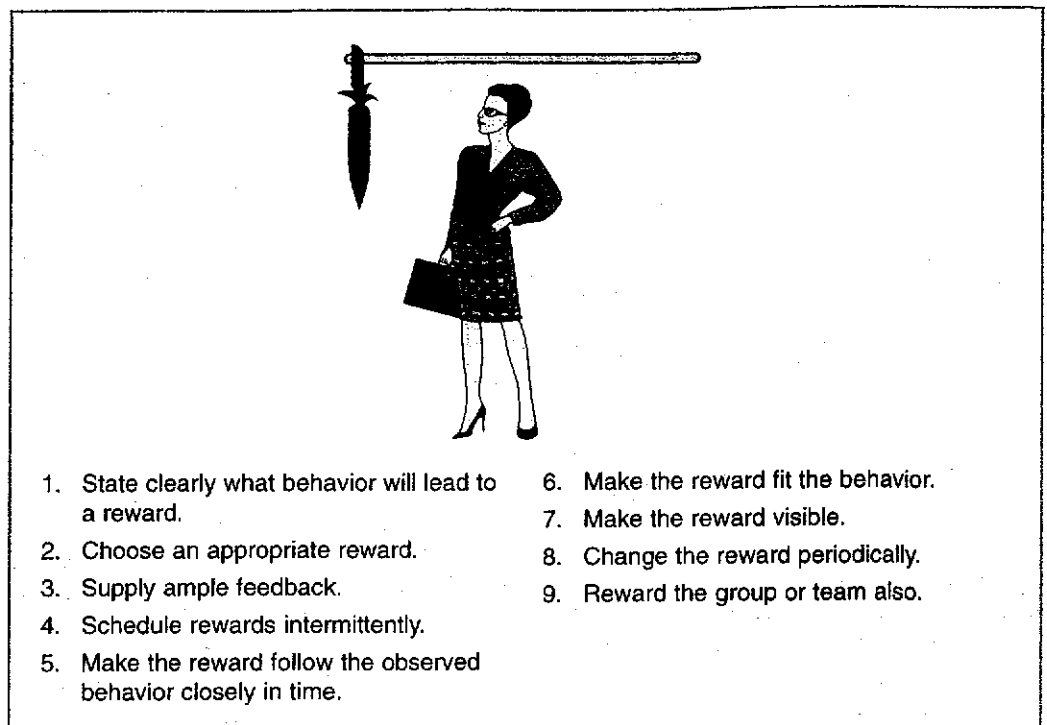 1. State clearly what behavior will lead to
a reward.
2. Choose an appropriate reward.
3. Supply ample feedback.
4. Schedule rewards intermittently.
5. Make the reward follow the observed
behavior closely in time.
6. Make the reward fit the behavior.
7. Make the reward visible.
8. Change the reward periodically.
9. Reward the group or team also.